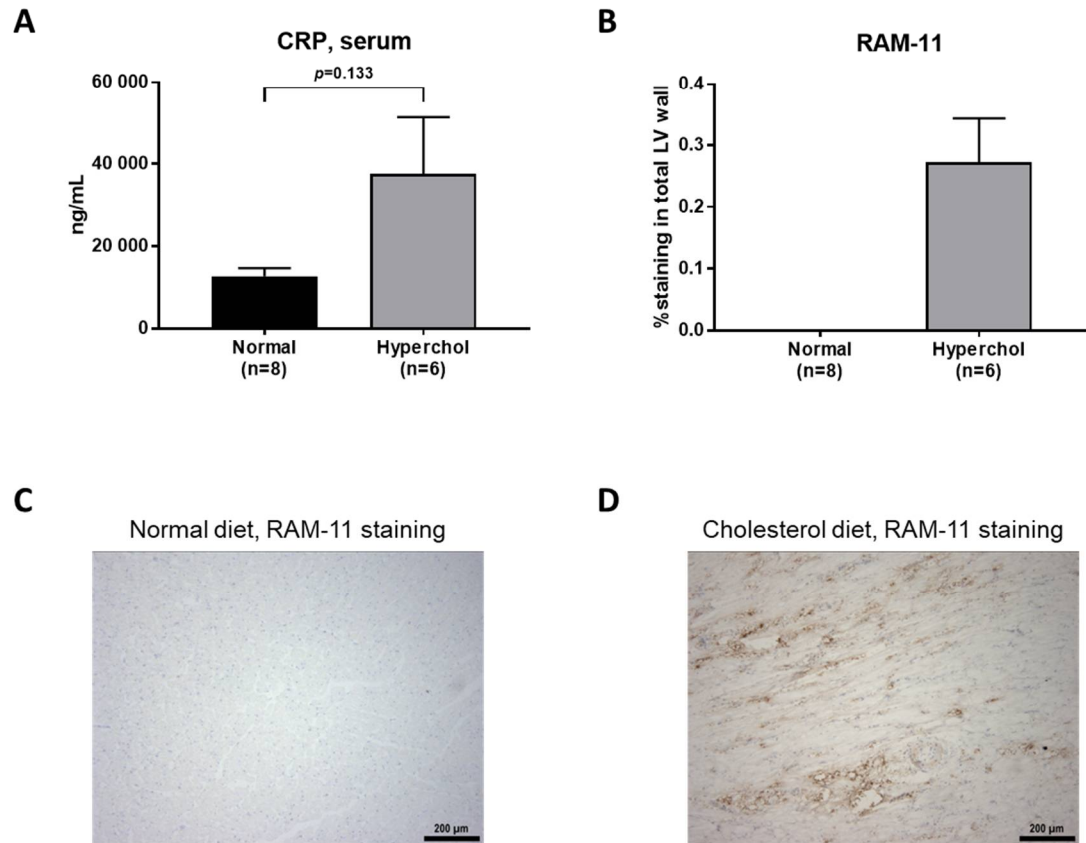 A
CRP, serum
p=0.133
60 000
40 000
20 000
0
ng/mL
Normal
(n=8)
Hyperchol
(n=6)
B
RAM-11
0.4
0.3
0.2
0.1
0.0
% staining in total LV wall
Normal
(n=8)
Hyperchol
(n=6)
C
Normal diet, RAM-11 staining
200 µm
D
Cholesterol diet, RAM-11 staining
200 µm